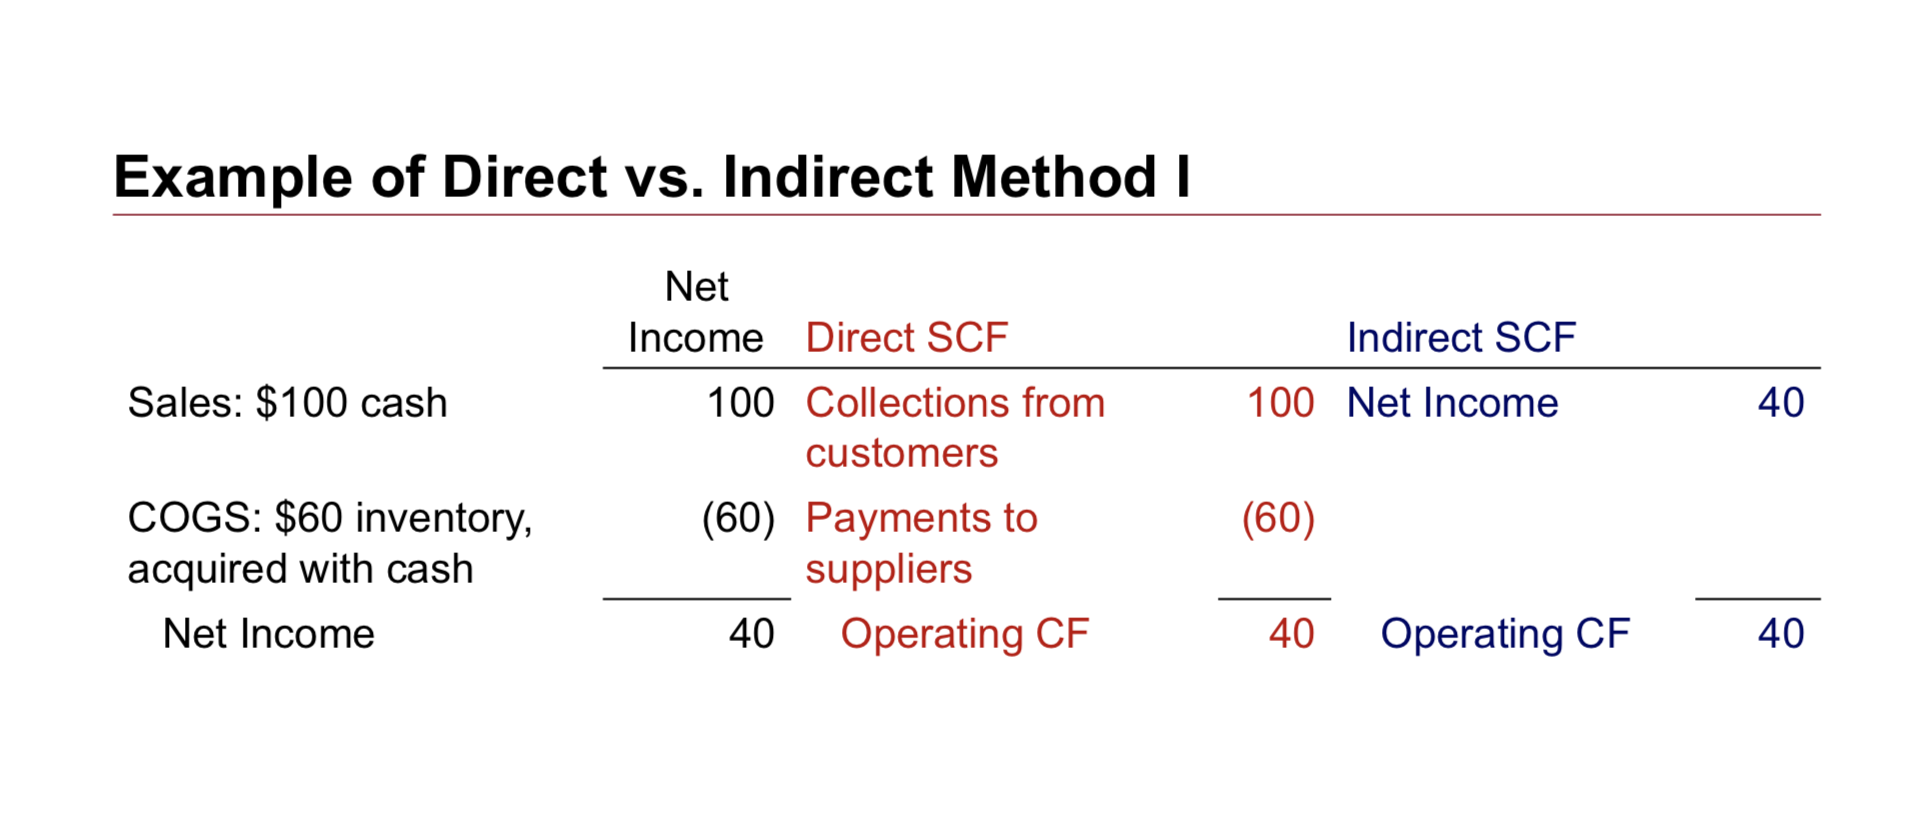 Example of Direct vs. Indirect Method I
Net
Income Direct SCF Indirect SCF
Sales: $100 cash 100 Collections from 100 Net Income 40
customers
COGS: $60 inventory, (60) Payments to (60)
acquired with cash suppliers
Net Income 40 Operating CF 40 Operating CF 40